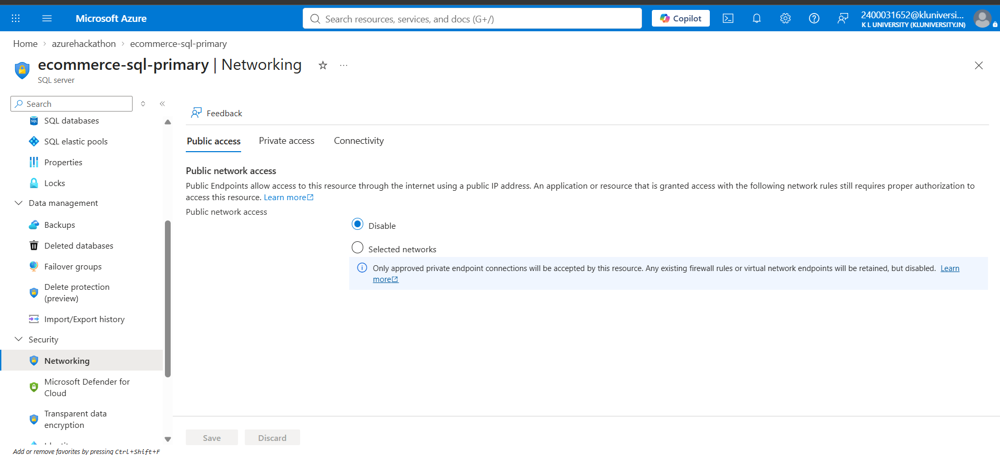 Microsoft Azure
Search resources, services, and docs (G+/)
Copilot
2400031652@kluniversi...
K L UNIVERSITY (KLUNIVERSITY.IN)
Home > azurehackathon > ecommerce-sql-primary
ecommerce-sql-primary | Networking
SQL server
Search
SQL databases
SQL elastic pools
Properties
Locks
Data management
Backups
Deleted databases
Failover groups
Delete protection
(preview)
Import/Export history
Security
Networking
Microsoft Defender for
Cloud
Transparent data
encryption
Add or remove favorites by pressing Ctrl+Shift+F
Feedback
Public access
Private access
Connectivity
Public network access
Public Endpoints allow access to this resource through the internet using a public IP address. An application or resource that is granted access with the following network rules still requires proper authorization to
access this resource. Learn more
Public network access
Disable
Selected networks
Only approved private endpoint connections will be accepted by this resource. Any existing firewall rules or virtual network endpoints will be retained, but disabled. Learn
more
Save
Discard